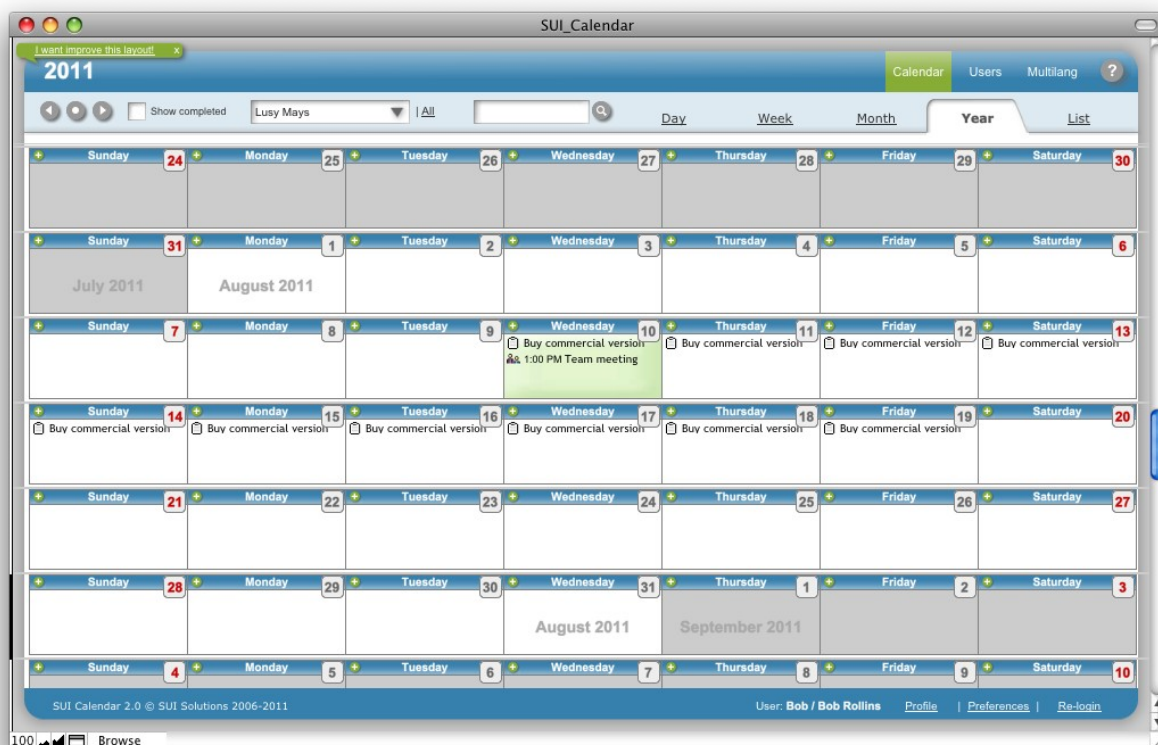 SUI_Calendar
I want improve this layout! x
2011
Calendar Users Multilang ?
Show completed Lusy Mays | All
Day Week Month Year List
Sunday 24 Monday 25 Tuesday 26 Wednesday 27 Thursday 28 Friday 29 Saturday 30
Sunday 31 Monday 1 Tuesday 2 Wednesday 3 Thursday 4 Friday 5 Saturday 6
July 2011 August 2011
Sunday 7 Monday 8 Tuesday 9 Wednesday 10 Thursday 11 Friday 12 Saturday 13
Buy commercial version Buy commercial version Buy commercial version Buy commercial version
1:00 PM Team meeting
Sunday 14 Monday 15 Tuesday 16 Wednesday 17 Thursday 18 Friday 19 Saturday 20
Buy commercial version Buy commercial version Buy commercial version Buy commercial version Buy commercial version Buy commercial version
Sunday 21 Monday 22 Tuesday 23 Wednesday 24 Thursday 25 Friday 26 Saturday 27
Sunday 28 Monday 29 Tuesday 30 Wednesday 31 Thursday 1 Friday 2 Saturday 3
August 2011 September 2011
Sunday 4 Monday 5 Tuesday 6 Wednesday 7 Thursday 8 Friday 9 Saturday 10
SUI Calendar 2.0 © SUI Solutions 2006-2011 User: Bob / Bob Rollins Profile | Preferences | Re-login
100 Browse